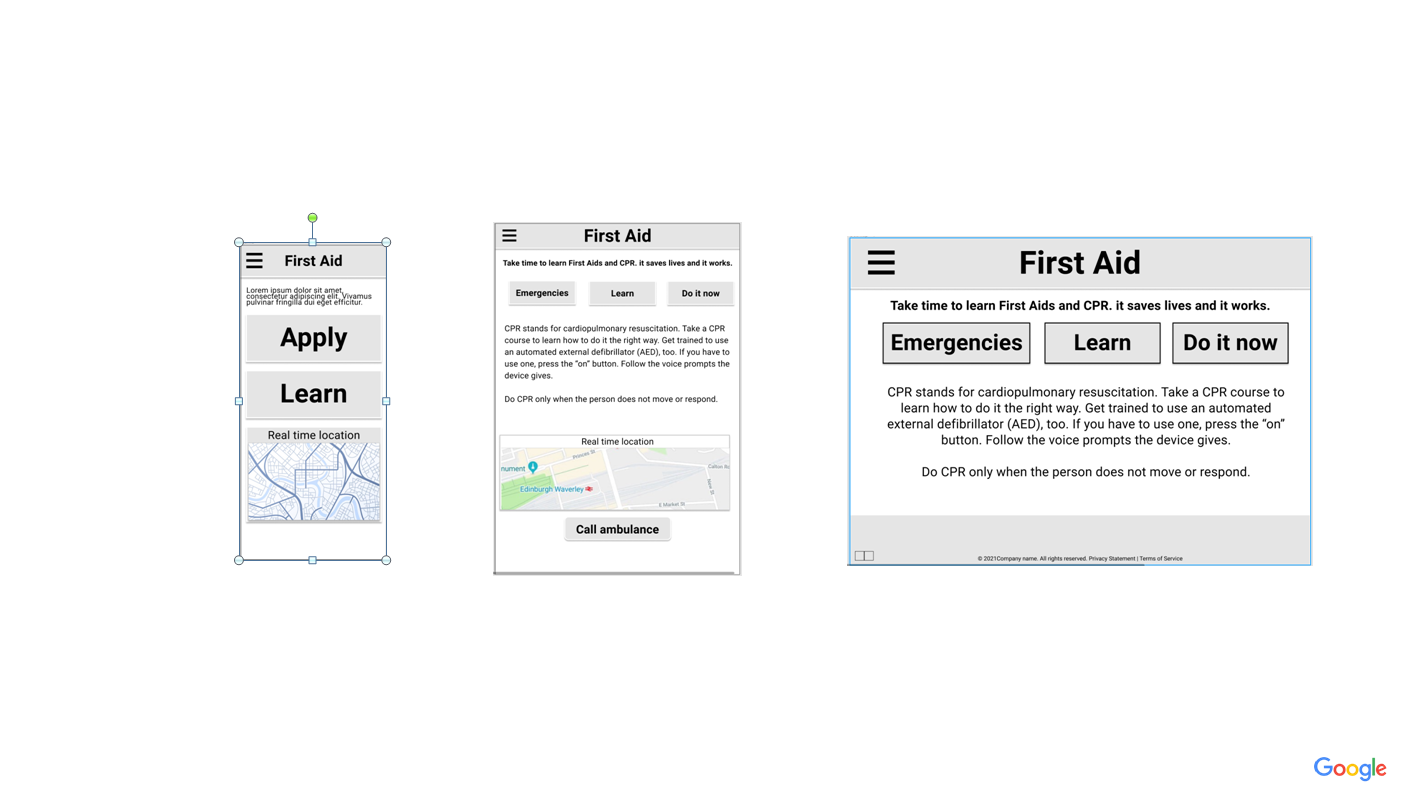 First Aid
Lorem ipsum dolor sit amet,
consectetur adipiscing elit. Vivamus
pulvinar fringilla dui eget efficitur.
Apply
Learn
Real time location
First Aid
Take time to learn First Aids and CPR. it saves lives and it works.
Emergencies
Learn
Do it now
CPR stands for cardiopulmonary resuscitation. Take a CPR
course to learn how to do it the right way. Get trained to use
an automated external defibrillator (AED), too. If you have to
use one, press the “on” button. Follow the voice prompts the
device gives.
Do CPR only when the person does not move or respond.
Real time location
Princes St
nument
Calton Ro
Edinburgh Waverley
New St
E Market St
Call ambulance
First Aid
Take time to learn First Aids and CPR. it saves lives and it works.
Emergencies
Learn
Do it now
CPR stands for cardiopulmonary resuscitation. Take a CPR course to
learn how to do it the right way. Get trained to use an automated
external defibrillator (AED), too. If you have to use one, press the “on”
button. Follow the voice prompts the device gives.
Do CPR only when the person does not move or respond.
© 2021Company name. All rights reserved. Privacy Statement | Terms of Service
Google